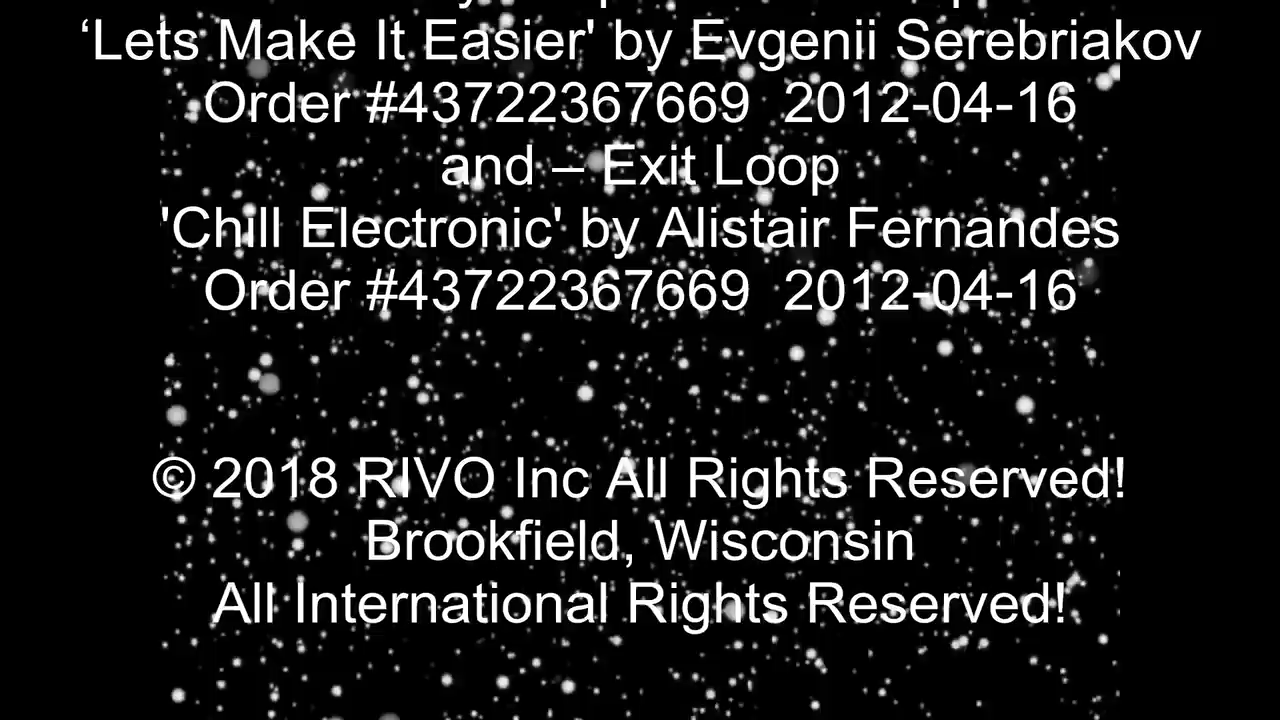 ‘Lets Make It Easier' by Evgenii Serebriakov
Order #43722367669  2012-04-16
and – Exit Loop
'Chill Electronic' by Alistair Fernandes
Order #43722367669  2012-04-16
© 2018 RIVO Inc All Rights Reserved!
Brookfield, Wisconsin
All International Rights Reserved!